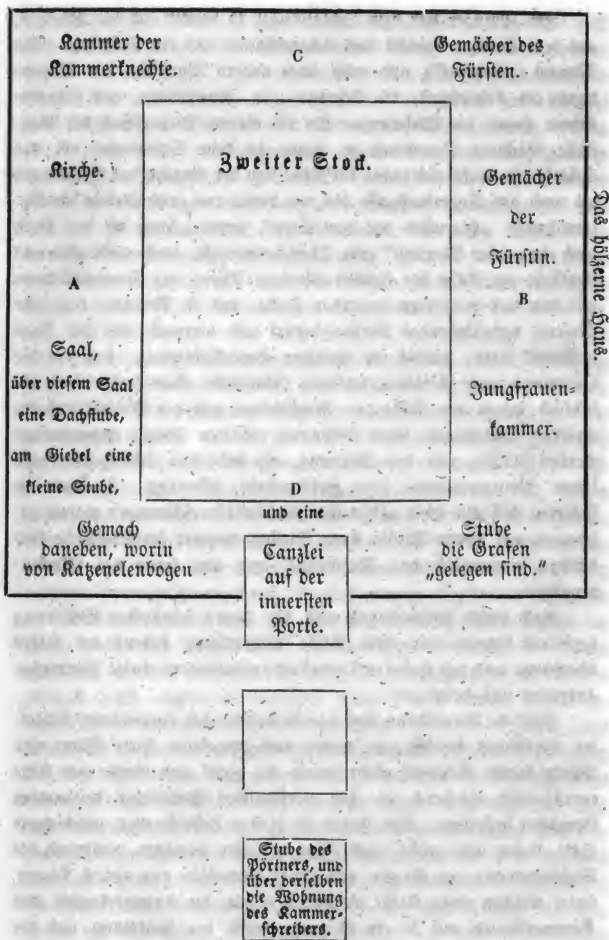 Kammer der
Kammerknechte.
C
Gemächer des
Fürsten.
Zweiter Stock.
Kirche.
A
Saal,
über diesem Saal
eine Dachstube,
am Giebel eine
kleine Stube,
Gemächer
der
Fürstin.
B
Jungfrauen-
kammer.
Das hölzerne Haus.
D
und eine
Gemach
daneben, worin
von Katzenelenbogen
Stube
die Grafen
„gelegen sind."
Canzlei
auf der
innersten
Porte.
Stube des
Pörtners, und
über derselben
die Wohnung
des Kammer-
schreibers.